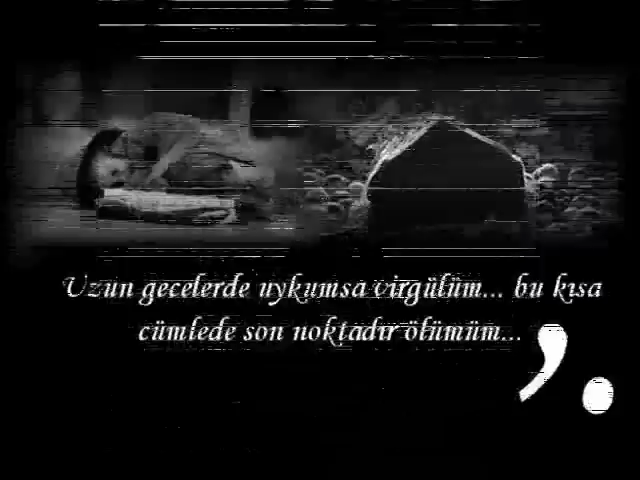 Uzun gecelerde uykumsa virgülüm... bu kısa
cümlede son noktadır ölümüm...
, .